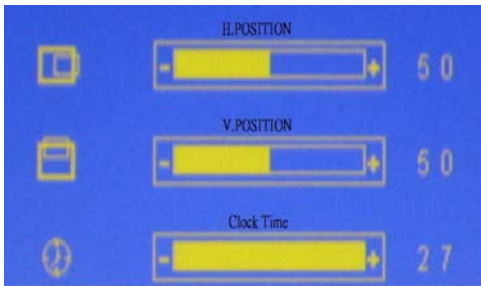 H.POSITION
- + 50
V.POSITION
- + 50
Clock Time
- + 27